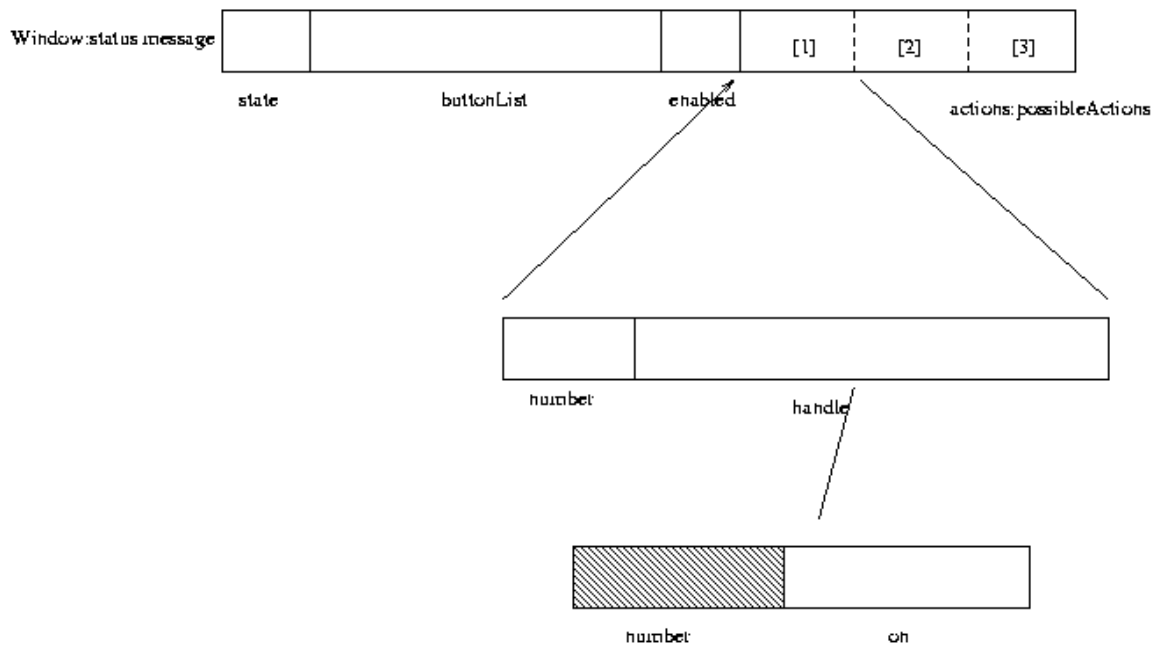 Window:status message
[1] [2] [3]
state buttonList enabled
actions:possibleActions
number
handle
number on